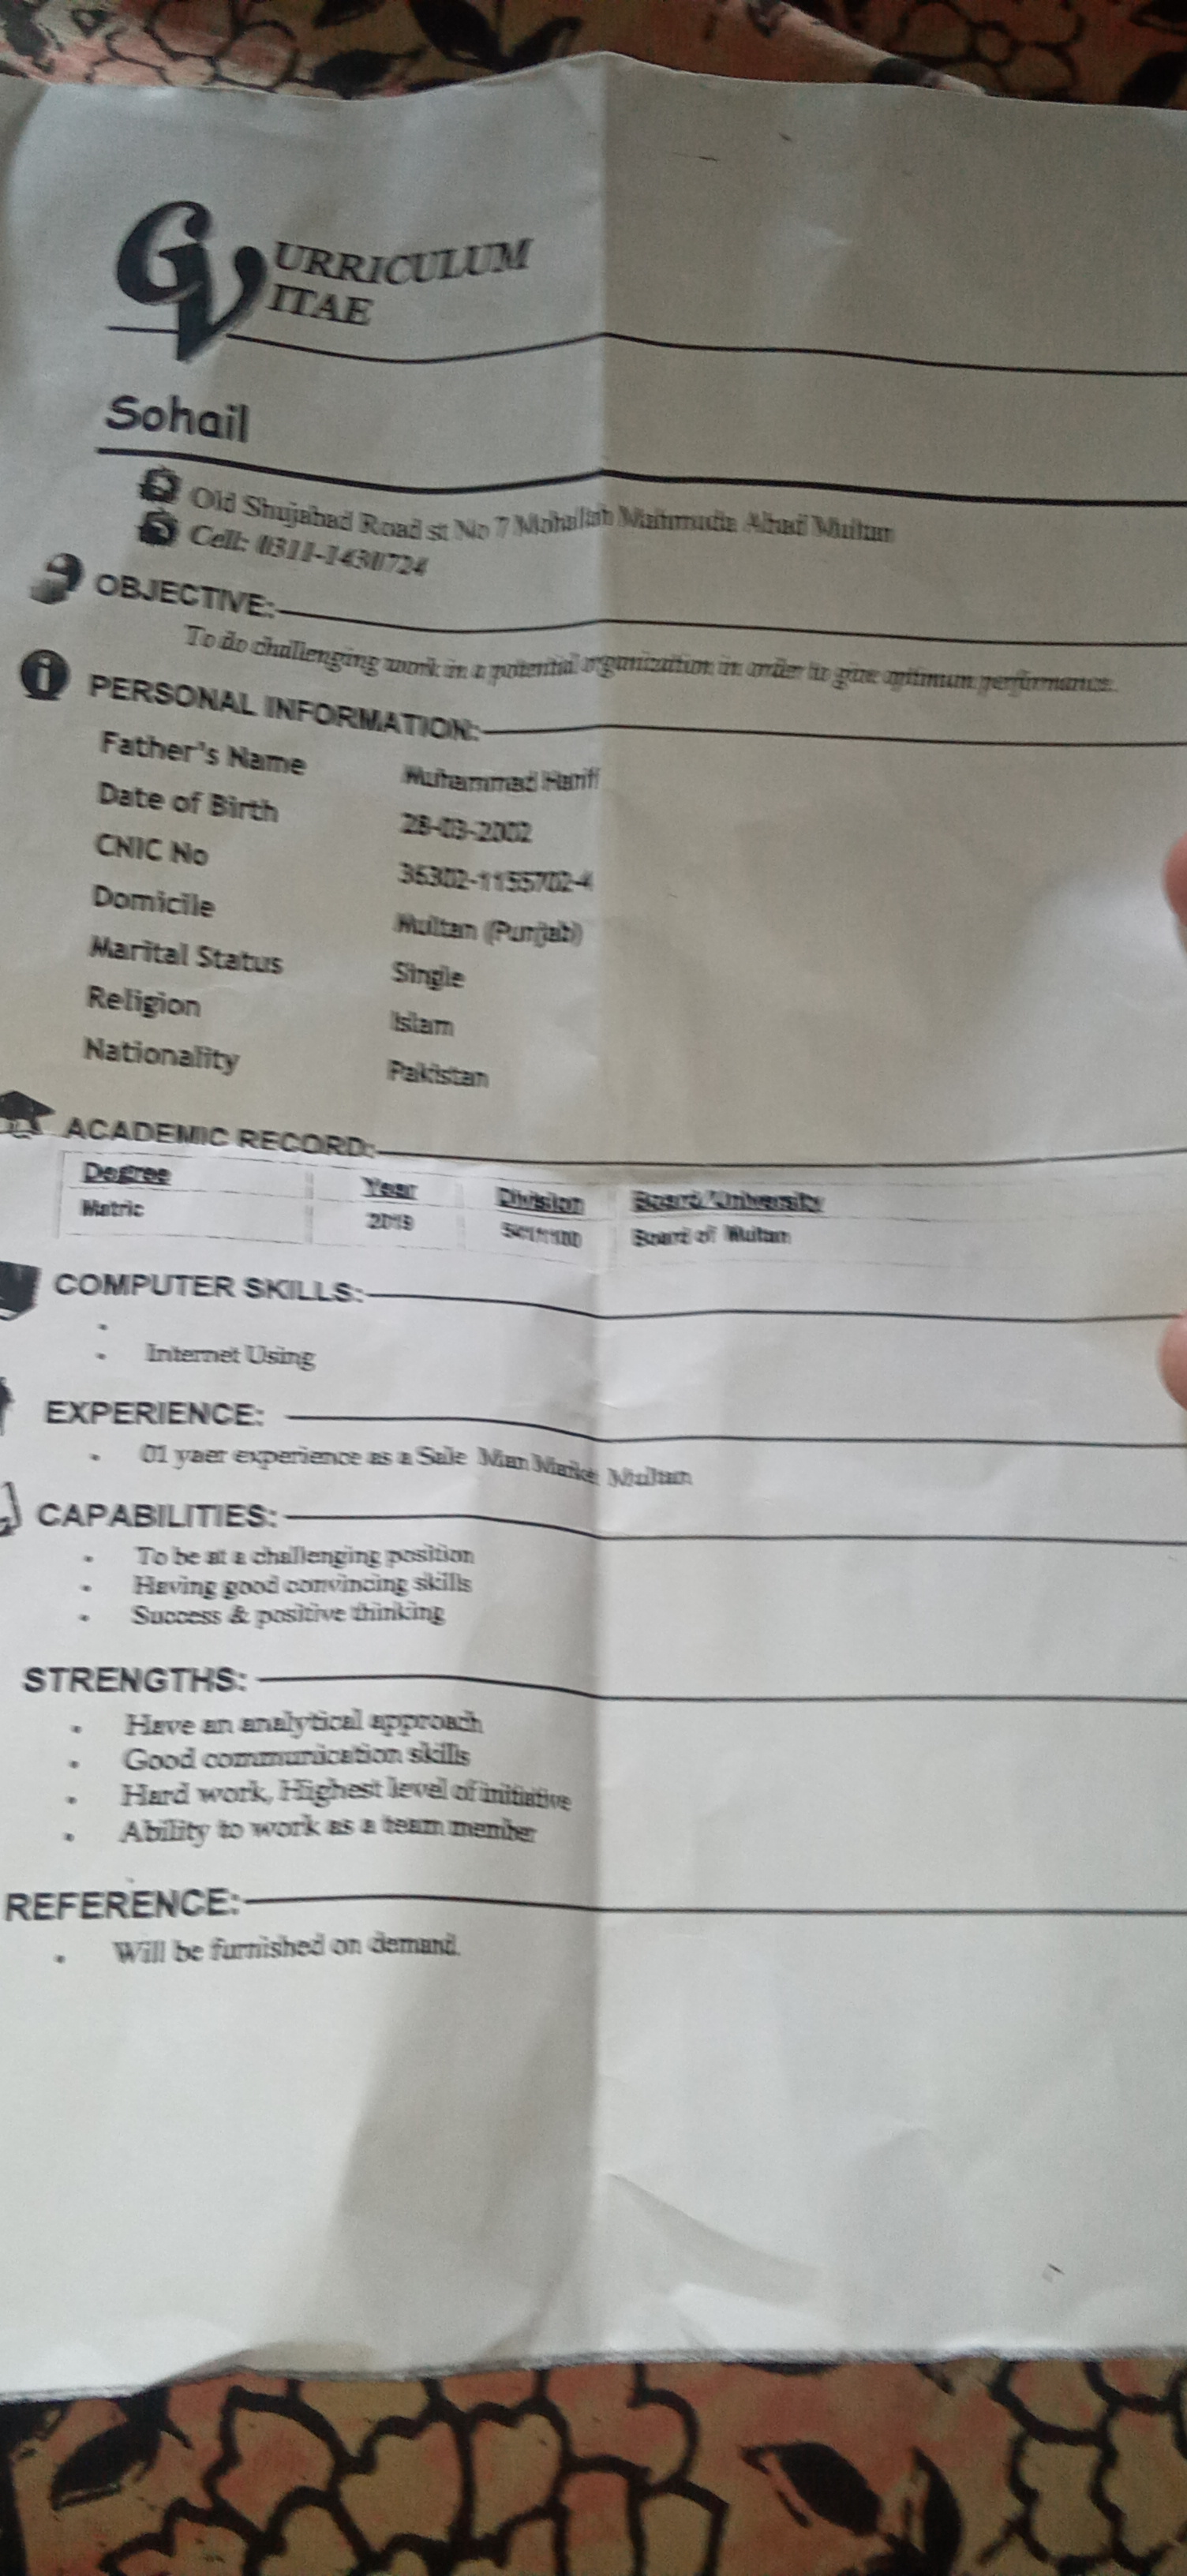 CURRICULUM
VITAE
Sohail
Old Shujabad Road st No 7 Mohallah Mahmudia Abad Multan
Cell: 0311-1430724
OBJECTIVE:
To do challenging work in a potential organization in order to give optimum performance.
PERSONAL INFORMATION:
Father's Name Muhammad Hanif
Date of Birth 28-03-2002
CNIC No 36302-1155702-4
Domicile Multan (Punjab)
Marital Status Single
Religion Islam
Nationality Pakistan
ACADEMIC RECORD:
Degree Year Division Board/University
Matric 2019 Board of Multan
COMPUTER SKILLS:
Internet Using
EXPERIENCE:
01 yaer experience as a Sale Man Market Multan
CAPABILITIES:
To be at a challenging position
Having good convincing skills
Success & positive thinking
STRENGTHS:
Have an analytical approach
Good communication skills
Hard work, Highest level of initiative
Ability to work as a team member
REFERENCE:
Will be furnished on demand.